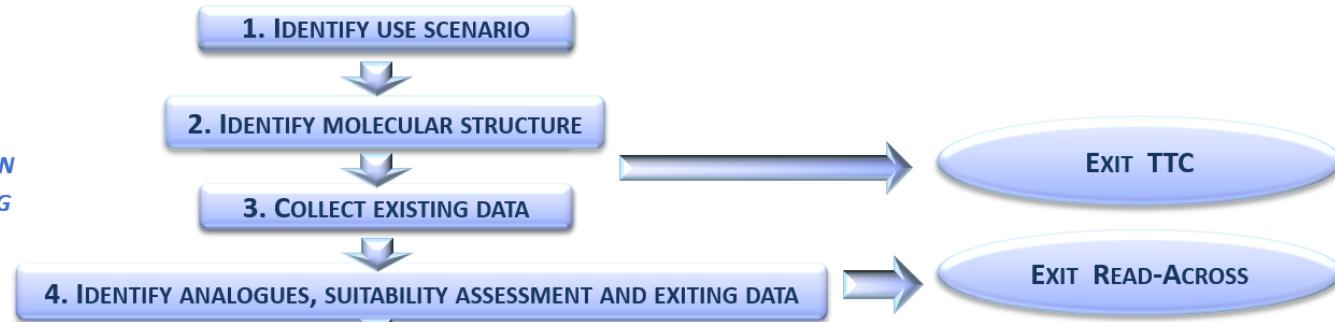 1. IDENTIFY USE SCENARIO
2. IDENTIFY MOLECULAR STRUCTURE
EXIT TTC
3. COLLECT EXISTING DATA
4. IDENTIFY ANALOGUES, SUITABILITY ASSESSMENT AND EXITING DATA
EXIT READ-ACROSS